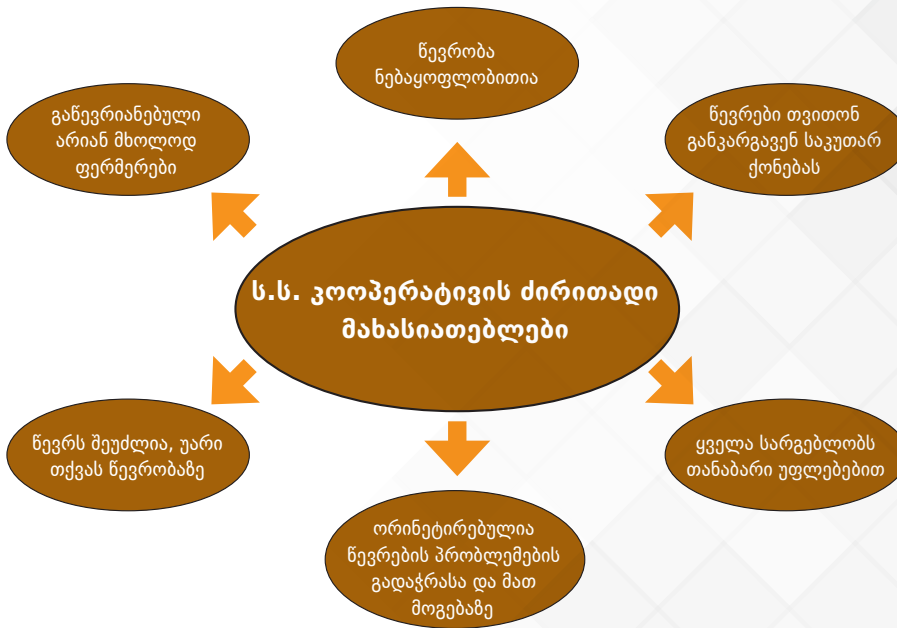 წევრობა
ნებაყოფლობითია
გაწევრიანებული
არიან მხოლოდ
ფერმერები
წევრები თვითონ
განკარგავენ საკუთარ
ქონებას
ს.ს. კოოპერატივის ძირითადი
მახასიათებლები
წევრს შეუძლია, უარი
თქვას წევრობაზე
ყველა სარგებლობს
თანაბარი უფლებებით
ორინეტირებულია
წევრების პრობლემების
გადაჭრასა და მათ
მოგებაზე